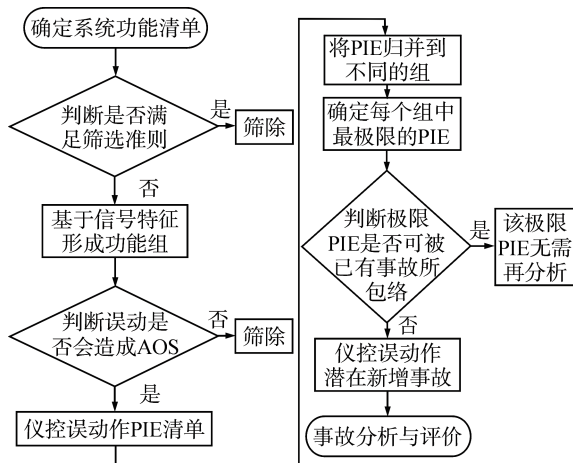 确定系统功能清单
判断是否满
足筛选准则
是
筛除
否
基于信号特征
形成功能组
判断误动是
否会造成AOS
否
筛除
是
仪控误动作PIE清单
将PIE归并到
不同的组
确定每个组中
最极限的PIE
判断极限
PIE是否可被
已有事故所
包络
是
该极限
PIE无需
再分析
否
仪控误动作
潜在新增事故
事故分析与评价